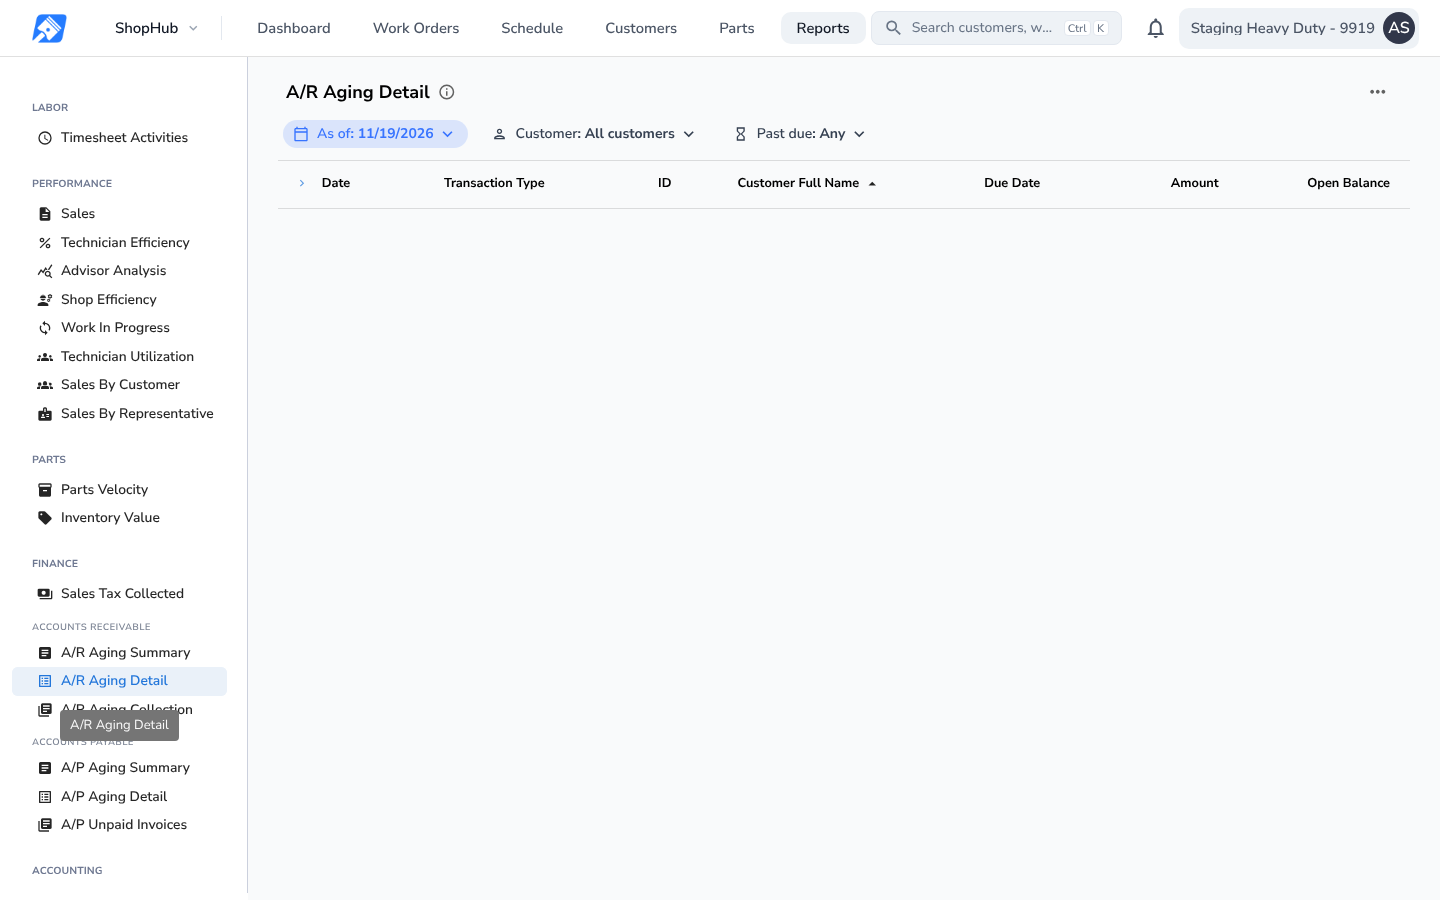 ShopHub
Dashboard
Work Orders
Schedule
Customers
Parts
Reports
Search customers, w...
Ctrl
K
Staging Heavy Duty - 9919
AS
LABOR
Timesheet Activities
PERFORMANCE
Sales
Technician Efficiency
Advisor Analysis
Shop Efficiency
Work In Progress
Technician Utilization
Sales By Customer
Sales By Representative
PARTS
Parts Velocity
Inventory Value
FINANCE
Sales Tax Collected
ACCOUNTS RECEIVABLE
A/R Aging Summary
A/R Aging Detail
A/R Aging Collection
A/R Aging Detail
ACCOUNTS PAYABLE
A/P Aging Summary
A/P Aging Detail
A/P Unpaid Invoices
ACCOUNTING
A/R Aging Detail
As of: 11/19/2026
Customer: All customers
Past due: Any
Date
Transaction Type
ID
Customer Full Name
Due Date
Amount
Open Balance